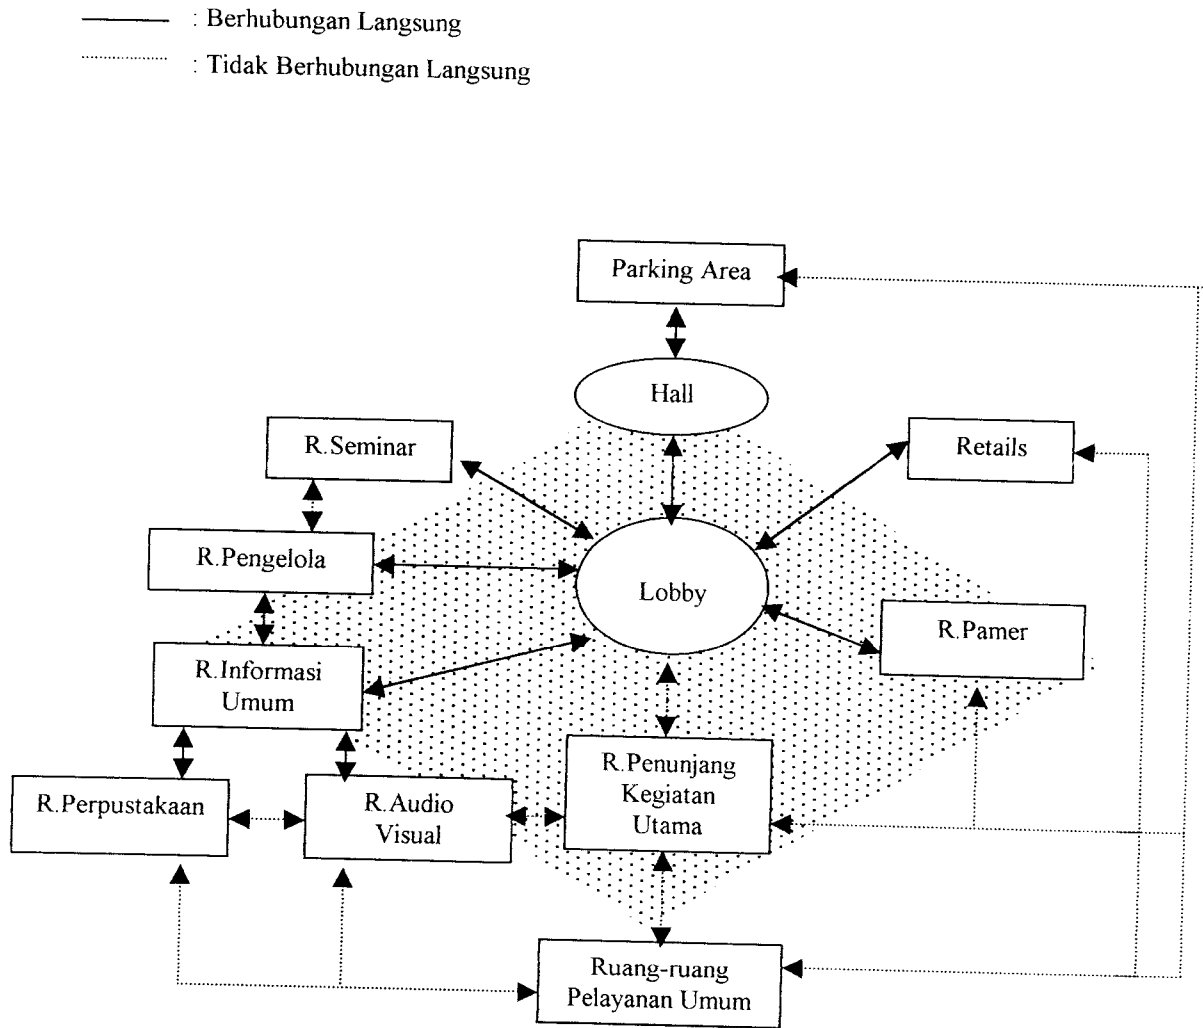 : Berhubungan Langsung
: Tidak Berhubungan Langsung
Parking Area
Hall
R.Seminar
Retails
R.Pengelola
Lobby
R.Pamer
R.Informasi
Umum
R.Penunjang
Kegiatan
Utama
R.Perpustakaan
R.Audio
Visual
Ruang-ruang
Pelayanan Umum